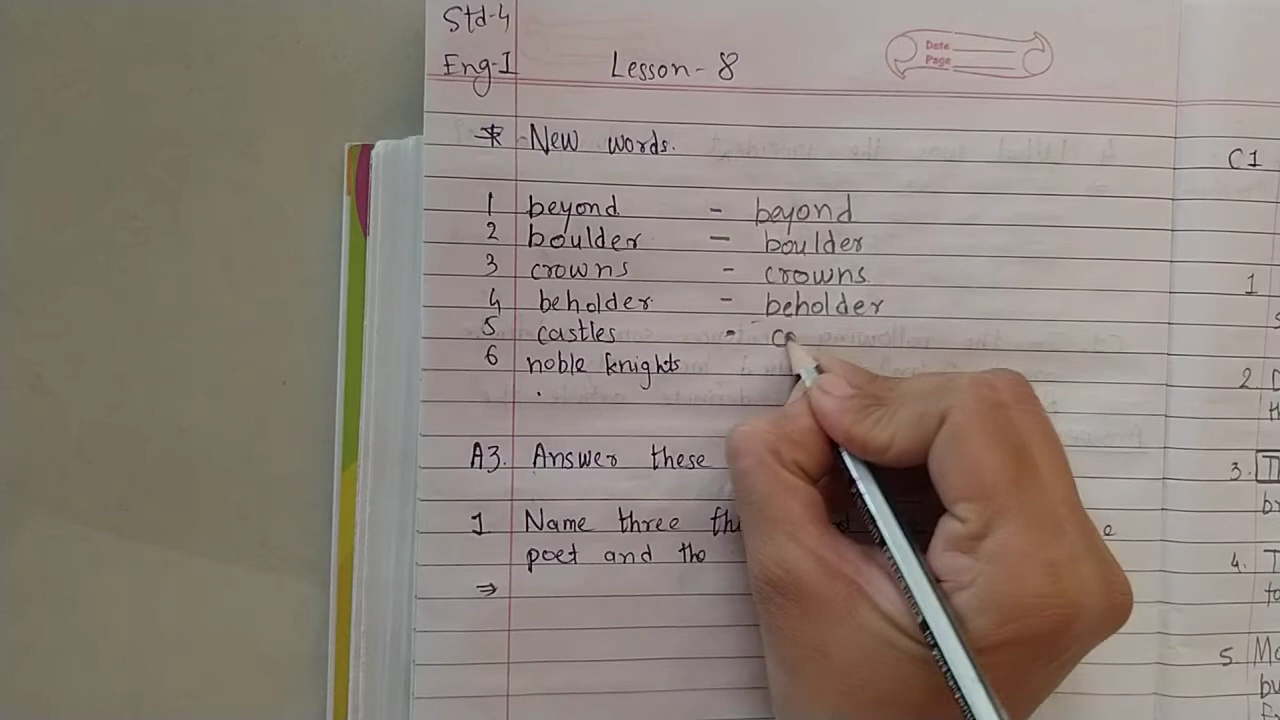 Std-4
Eng-I Lesson-8
Date
Page
* New words.
C1
1 beyond - beyond
2 boulder - boulder
3 crowns - crowns.
1
4 beholder - beholder
5 castles - ca
6 noble knights
2
A3. Answer these
3.
1 Name three
poet and the
4.
⇒
5.